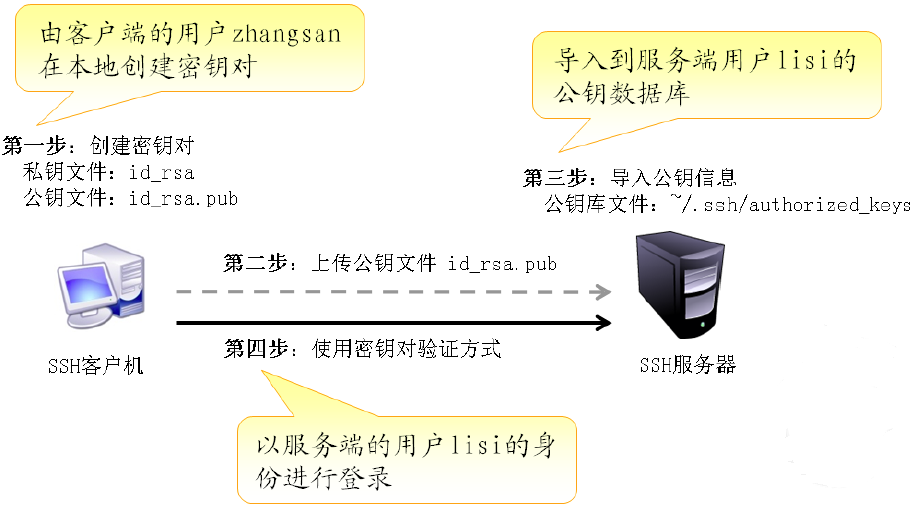 由客户端的用户zhangsan
在本地创建密钥对
导入到服务端用户lisi的
公钥数据库
第一步：创建密钥对
私钥文件：id_rsa
公钥文件：id_rsa.pub
第三步：导入公钥信息
公钥库文件：~/.ssh/authorized_keys
第二步：上传公钥文件 id_rsa.pub
第四步：使用密钥对验证方式
SSH客户机
SSH服务器
以服务端的用户lisi的身
份进行登录